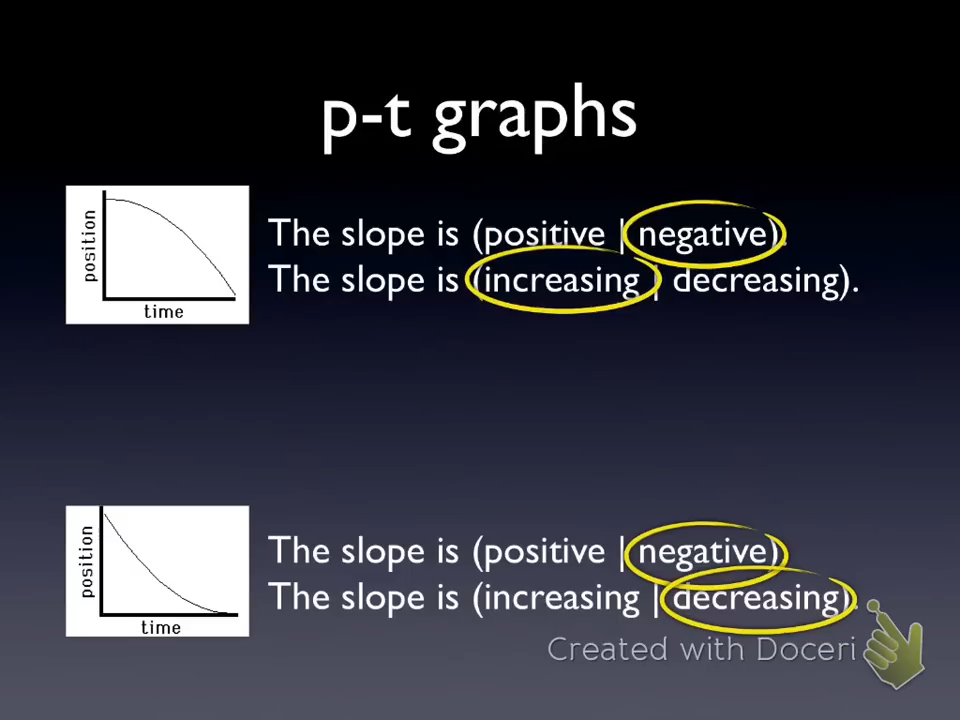 p-t graphs
position
time
The slope is (positive | negative).
The slope is (increasing | decreasing).
position
time
The slope is (positive | negative)
The slope is (increasing | decreasing).
Created with Doceri